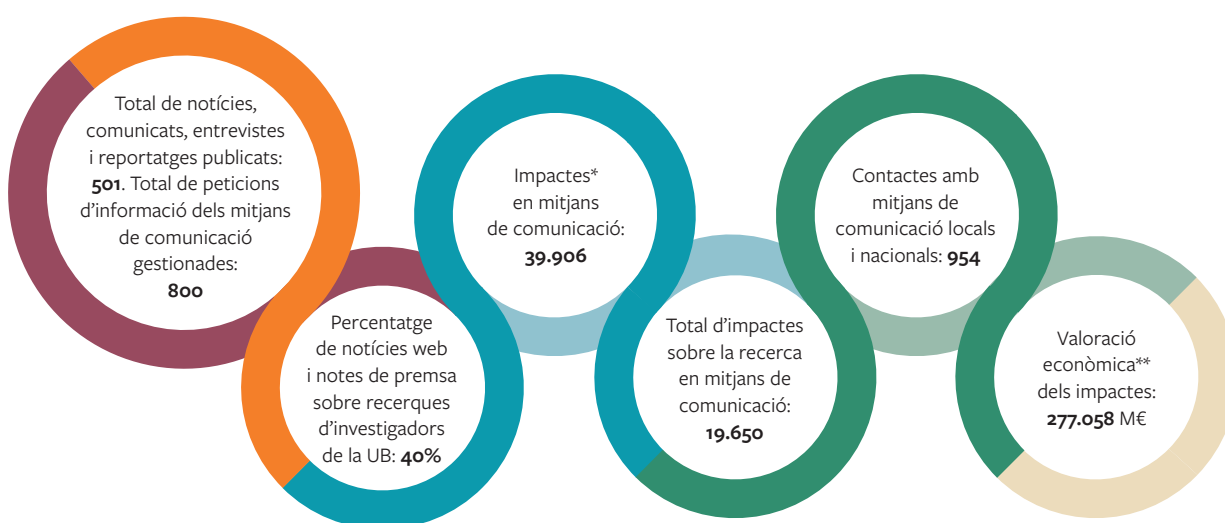 Total de notícies,
comunicats, entrevistes
i reportatges publicats:
501. Total de peticions
d’informació dels mitjans
de comunicació
gestionades:
800
Percentatge
de notícies web
i notes de premsa
sobre recerques
d’investigadors
de la UB: 40%
Impactes*
en mitjans
de comunicació:
39.906
Total d’impactes
sobre la recerca
en mitjans de
comunicació:
19.650
Contactes amb
mitjans de
comunicació locals
i nacionals: 954
Valoració
econòmica**
dels impactes:
277.058 M€